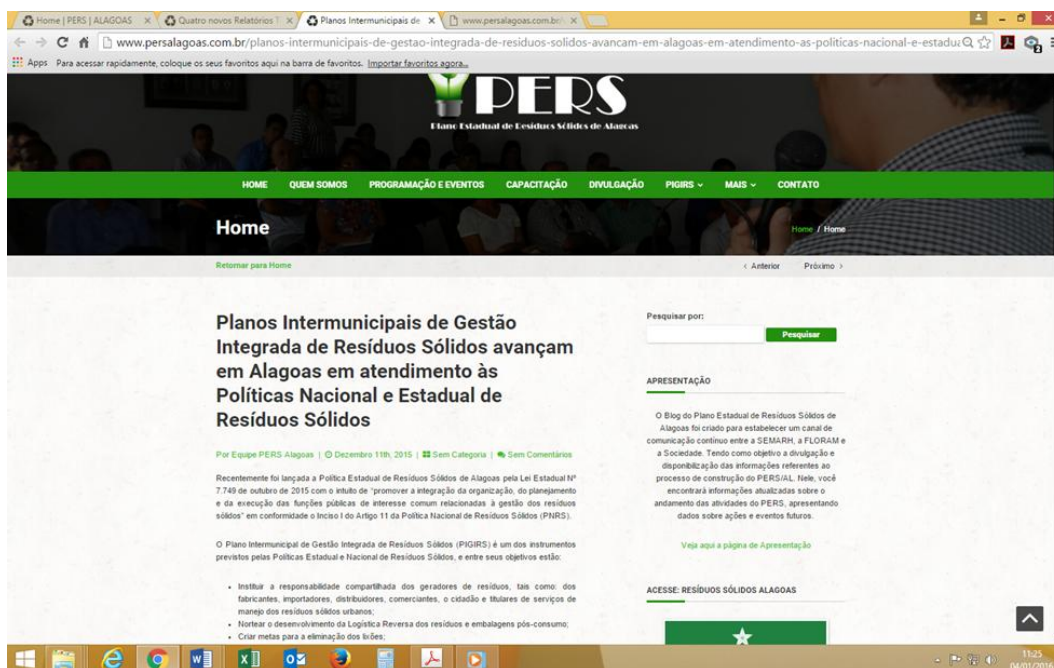 Home | PERS | ALAGOAS
Quatro novos Relatórios T
Planos Intermunicipais de
www.persalagoas.com.br/
www.persalagoas.com.br/planos-intermunicipais-de-gestao-integrada-de-residuos-solidos-avancam-em-alagoas-em-atendimento-as-politicas-nacional-e-estadua
Apps Para acessar rapidamente, coloque os seus favoritos aqui na barra de favoritos. Importar favoritos agora...
PERS
Plano Estadual de Resíduos Sólidos de Alagoas
HOME QUEM SOMOS PROGRAMAÇÃO E EVENTOS CAPACITAÇÃO DIVULGAÇÃO PIGIRS MAIS CONTATO
Home
Home / Home
Retornar para Home
< Anterior Próximo >
Planos Intermunicipais de Gestão
Integrada de Resíduos Sólidos avançam
em Alagoas em atendimento às
Políticas Nacional e Estadual de
Resíduos Sólidos
Por Equipe PERS Alagoas | Dezembro 11th, 2015 | Sem Categoria | Sem Comentários
Recentemente foi lançada a Política Estadual de Resíduos Sólidos de Alagoas pela Lei Estadual Nº
7.749 de outubro de 2015 com o intuito de "promover a integração da organização, do planejamento
e da execução das funções públicas de interesse comum relacionadas à gestão dos resíduos
sólidos" em conformidade o Inciso I do Artigo 11 da Política Nacional de Resíduos Sólidos (PNRS).
O Plano Intermunicipal de Gestão Integrada de Resíduos Sólidos (PIGIRS) é um dos instrumentos
previstos pelas Políticas Estadual e Nacional de Resíduos Sólidos, e entre seus objetivos estão:
• Instituir a responsabilidade compartilhada dos geradores de resíduos, tais como: dos
fabricantes, importadores, distribuidores, comerciantes, o cidadão e titulares de serviços de
manejo dos resíduos sólidos urbanos;
• Nortear o desenvolvimento da Logística Reversa dos resíduos e embalagens pós-consumo;
• Criar metas para a eliminação dos lixões;
Pesquisar por:
Pesquisar
APRESENTAÇÃO
O Blog do Plano Estadual de Resíduos Sólidos de
Alagoas foi criado para estabelecer um canal de
comunicação contínuo entre a SEMARH, a FLORAM e
a Sociedade. Tendo como objetivo a divulgação e
disponibilização das informações referentes ao
processo de construção do PERS/AL. Nele, você
encontrará informações atualizadas sobre o
andamento das atividades do PERS, apresentando
dados sobre ações e eventos futuros.
Veja aqui a página de Apresentação
ACESSE: RESÍDUOS SÓLIDOS ALAGOAS
11:25
04/01/2016